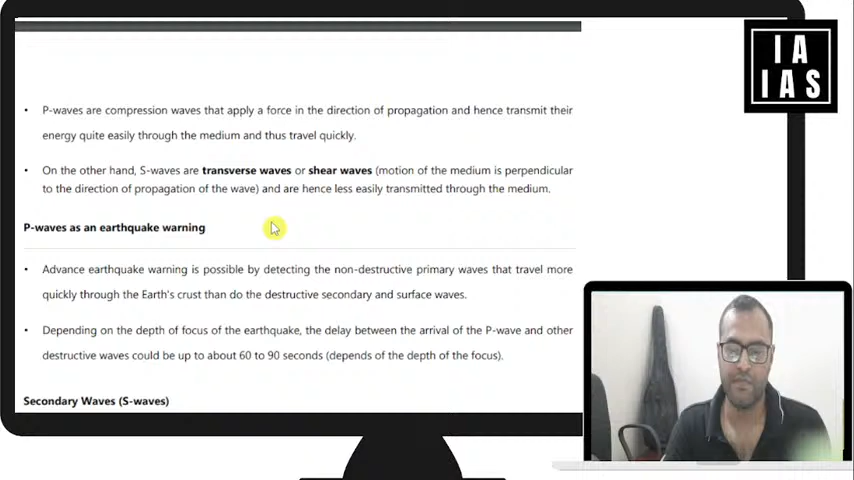 IA
IAS
• P-waves are compression waves that apply a force in the direction of propagation and hence transmit their
energy quite easily through the medium and thus travel quickly.
• On the other hand, S-waves are transverse waves or shear waves (motion of the medium is perpendicular
to the direction of propagation of the wave) and are hence less easily transmitted through the medium.
P-waves as an earthquake warning
• Advance earthquake warning is possible by detecting the non-destructive primary waves that travel more
quickly through the Earth's crust than do the destructive secondary and surface waves.
• Depending on the depth of focus of the earthquake, the delay between the arrival of the P-wave and other
destructive waves could be up to about 60 to 90 seconds (depends of the depth of the focus).
Secondary Waves (S-waves)